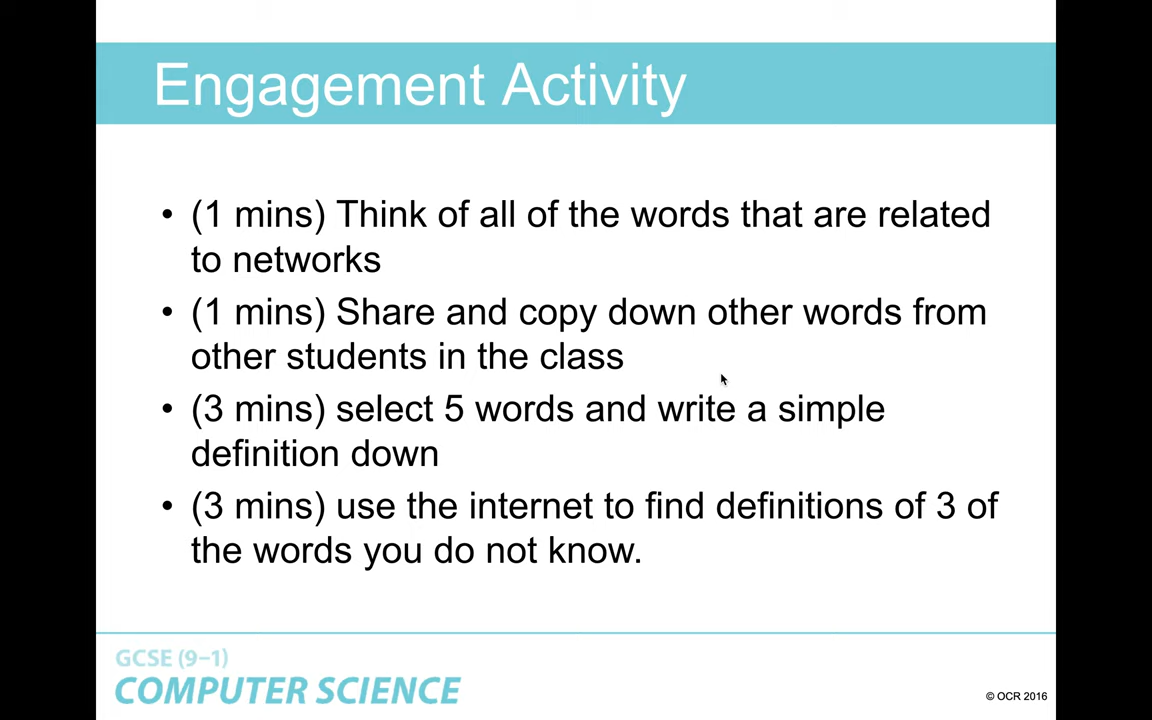 Engagement Activity
• (1 mins) Think of all of the words that are related
to networks
• (1 mins) Share and copy down other words from
other students in the class
• (3 mins) select 5 words and write a simple
definition down
• (3 mins) use the internet to find definitions of 3 of
the words you do not know.
GCSE (9–1)
COMPUTER SCIENCE
© OCR 2016